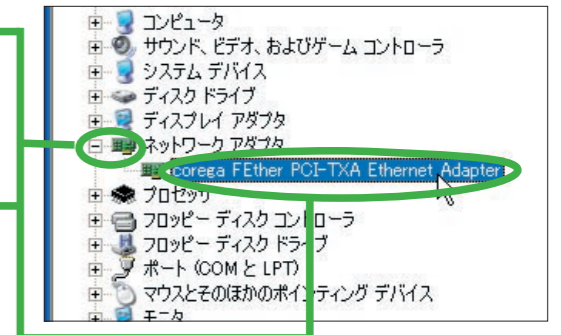 コンピュータ
サウンド、ビデオ、およびゲーム コントローラ
システム デバイス
ディスク ドライブ
ディスプレイ アダプタ
ネットワーク アダプタ
corega FEther PCI-TXA Ethernet Adapter
プロセッサ
フロッピー ディスク コントローラ
フロッピー ディスク ドライブ
ポート (COM と LPT)
マウスとそのほかのポインティング デバイス
モニタ